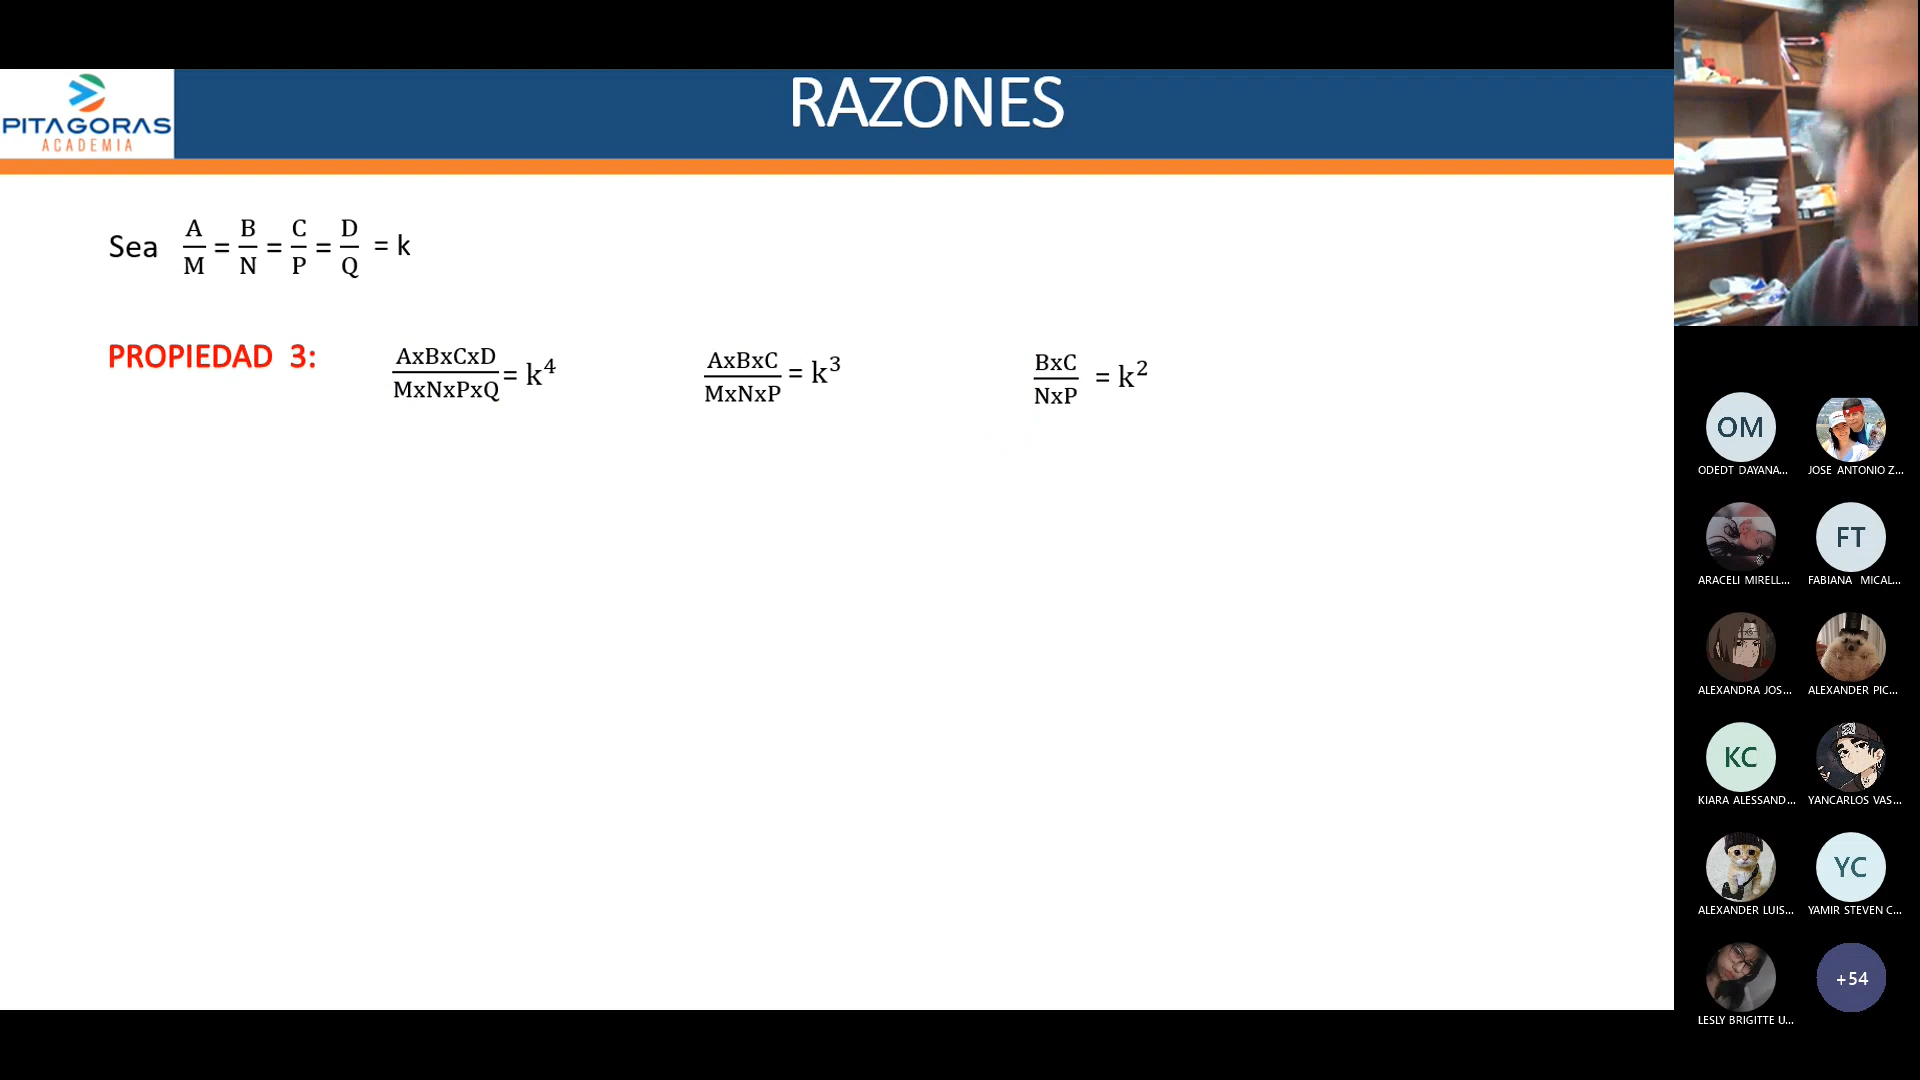 RAZONES
PITAGORAS
ACADEMIA
Sea A/M = B/N = C/P = D/Q = k
PROPIEDAD 3: AxBxCxD/MxNxPxQ = k⁴ AxBxC/MxNxP = k³ BxC/NxP = k²
OM
ODEDT DAYANA...
JOSE ANTONIO Z...
ARACELI MIRELL...
FT
FABIANA MICAL...
ALEXANDRA JOS...
ALEXANDER PIC...
KC
KIARA ALESSAND...
YANCARLOS VAS...
ALEXANDER LUIS...
YC
YAMIR STEVEN C...
LESLY BRIGITTE U...
+54